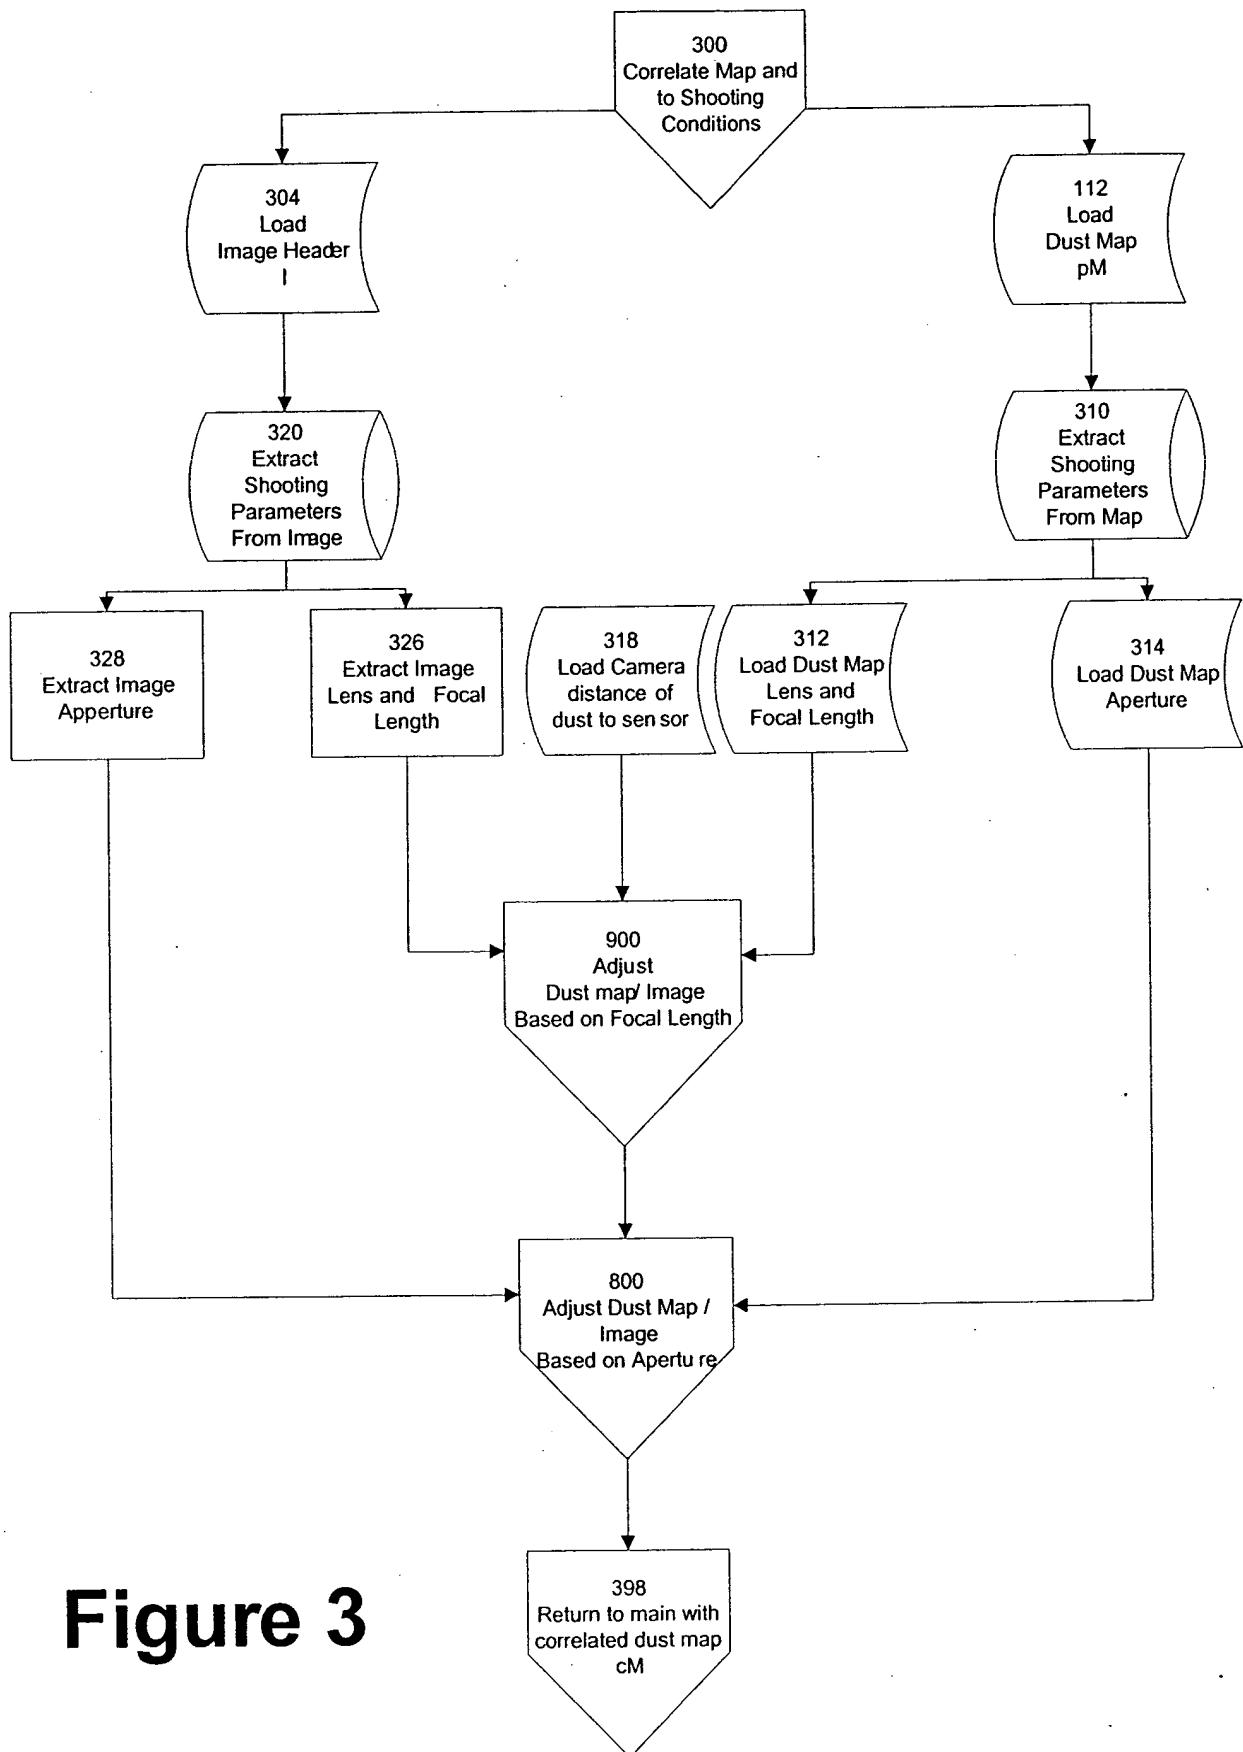 300
Correlate Map and
to Shooting
Conditions
304
Load
Image Header
I
112
Load
Dust Map
pM
320
Extract
Shooting
Parameters
From Image
310
Extract
Shooting
Parameters
From Map
328
Extract Image
Apperture
326
Extract Image
Lens and Focal
Length
318
Load Camera
distance of
dust to sensor
312
Load Dust Map
Lens and
Focal Length
314
Load Dust Map
Aperture
900
Adjust
Dust map/ Image
Based on Focal Length
800
Adjust Dust Map /
Image
Based on Aperture
398
Return to main with
correlated dust map
cM
Figure 3